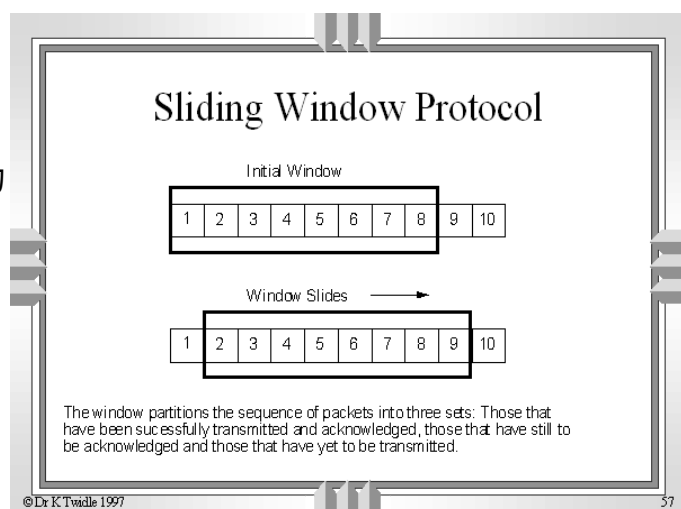 Sliding Window Protocol
Initial Window
1 2 3 4 5 6 7 8 9 10
Window Slides
1 2 3 4 5 6 7 8 9 10
The window partitions the sequence of packets into three sets: Those that
have been sucessfully transmitted and acknowledged, those that have still to
be acknowledged and those that have yet to be transmitted.
©Dr K Twidle 1997
57